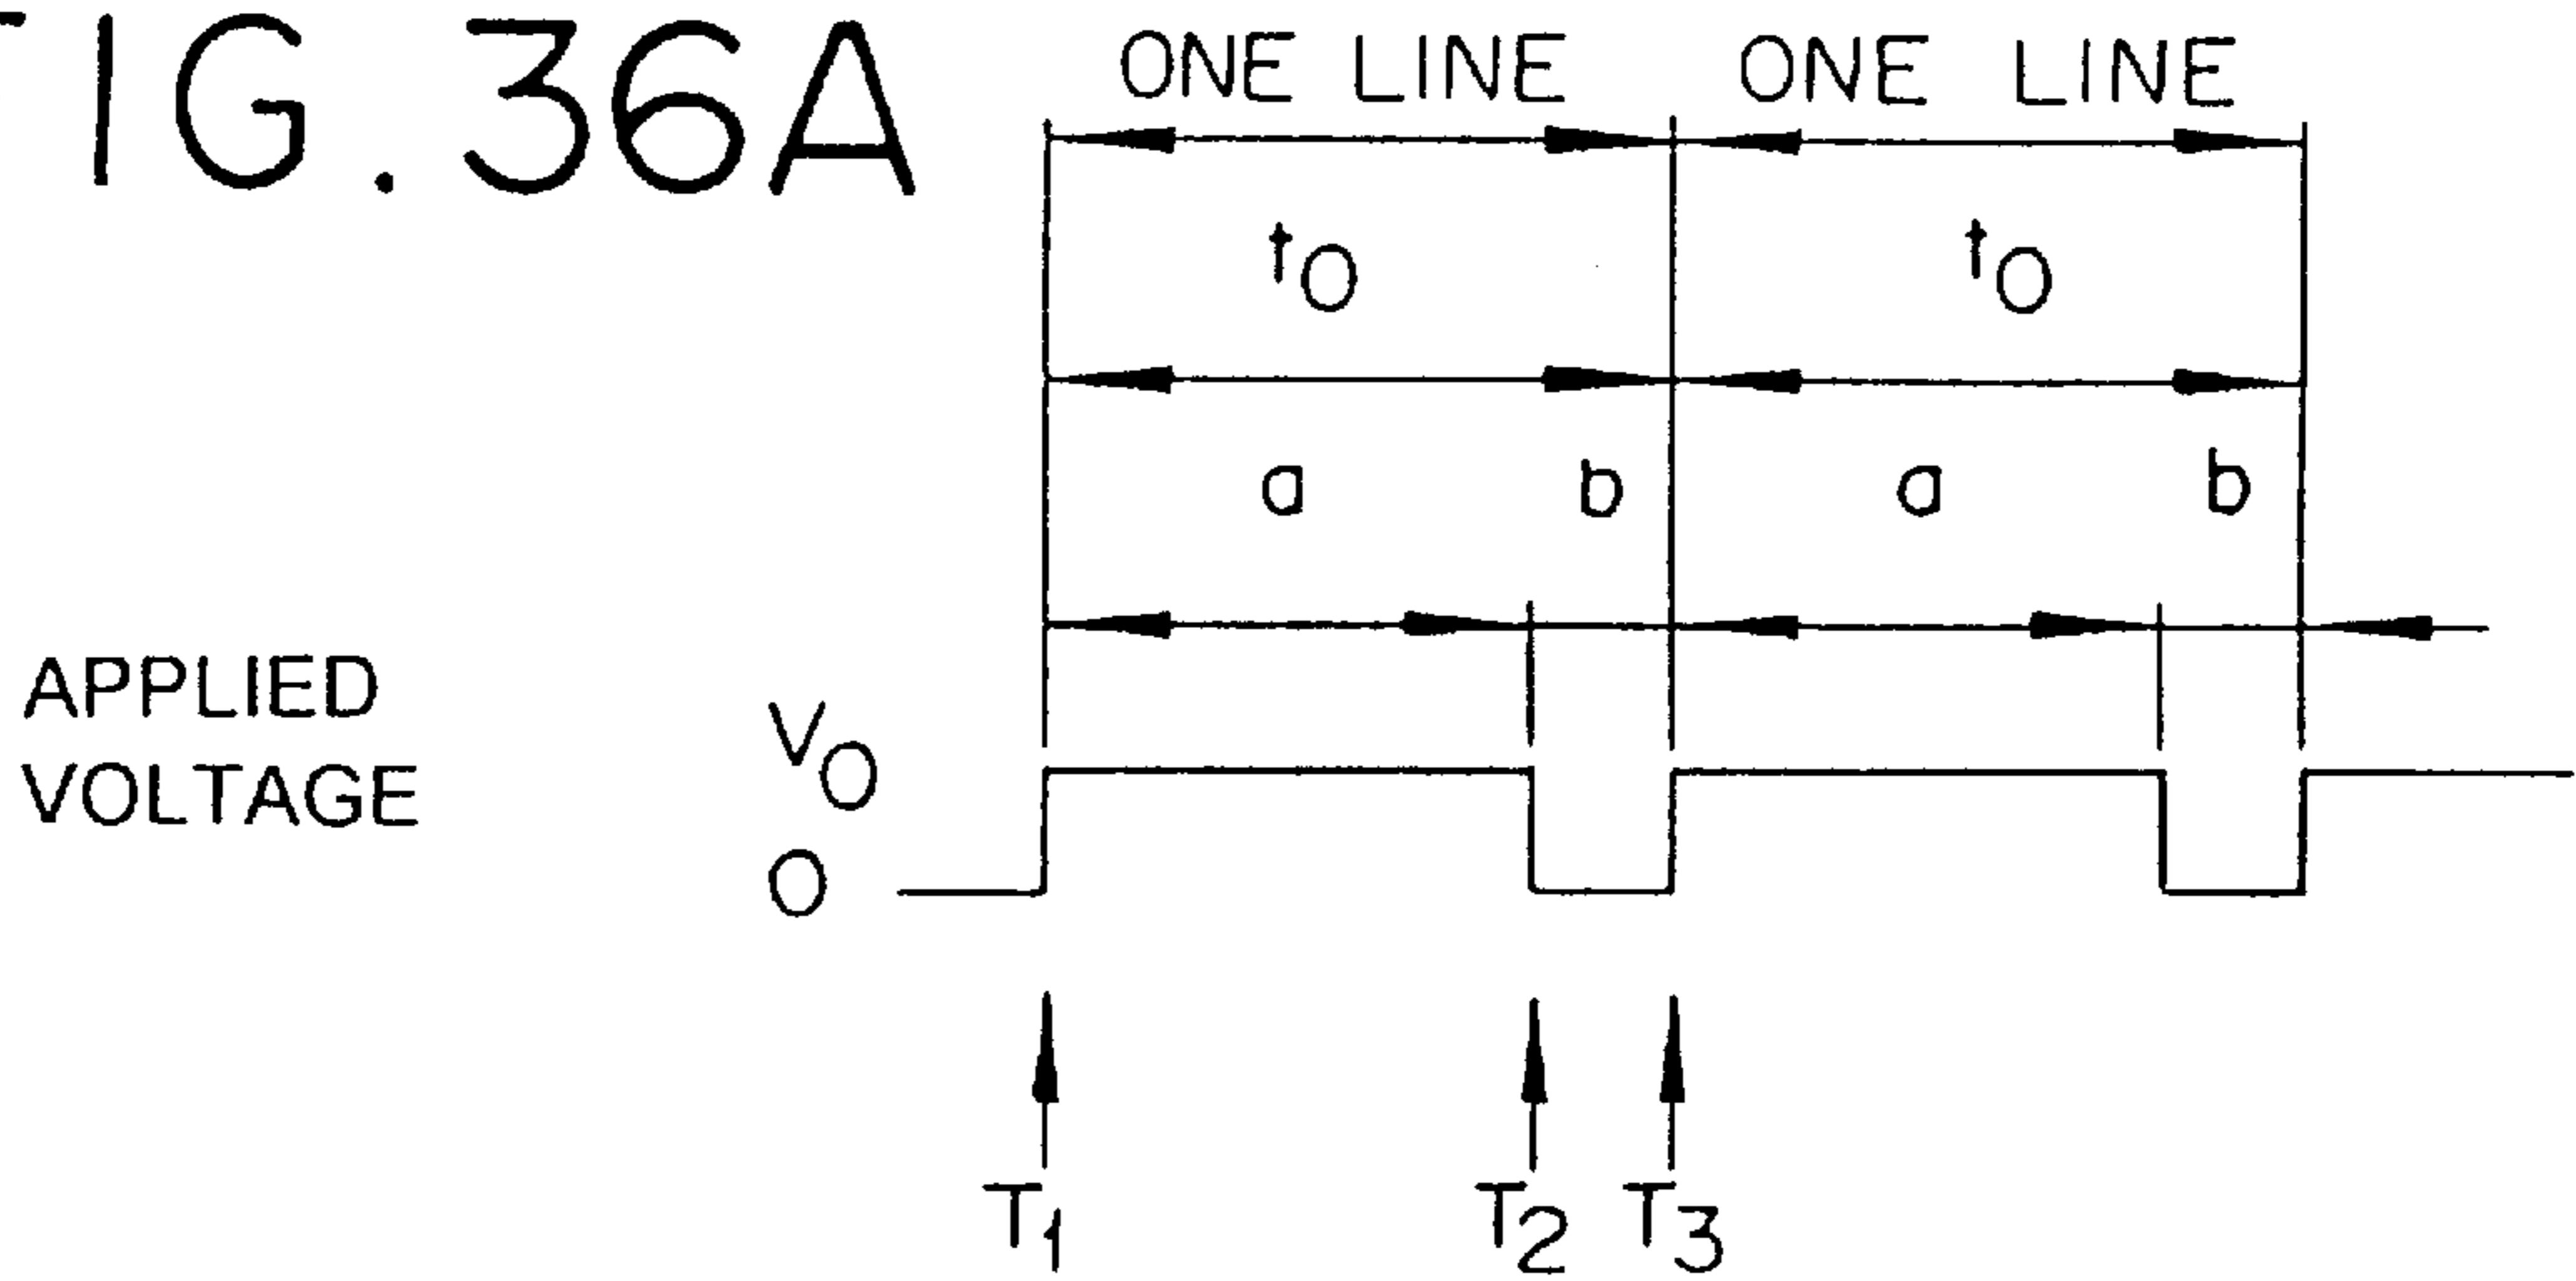 FIG. 36A
ONE LINE ONE LINE
t0 t0
a b a b
APPLIED
VOLTAGE
V0
0
T1 T2 T3